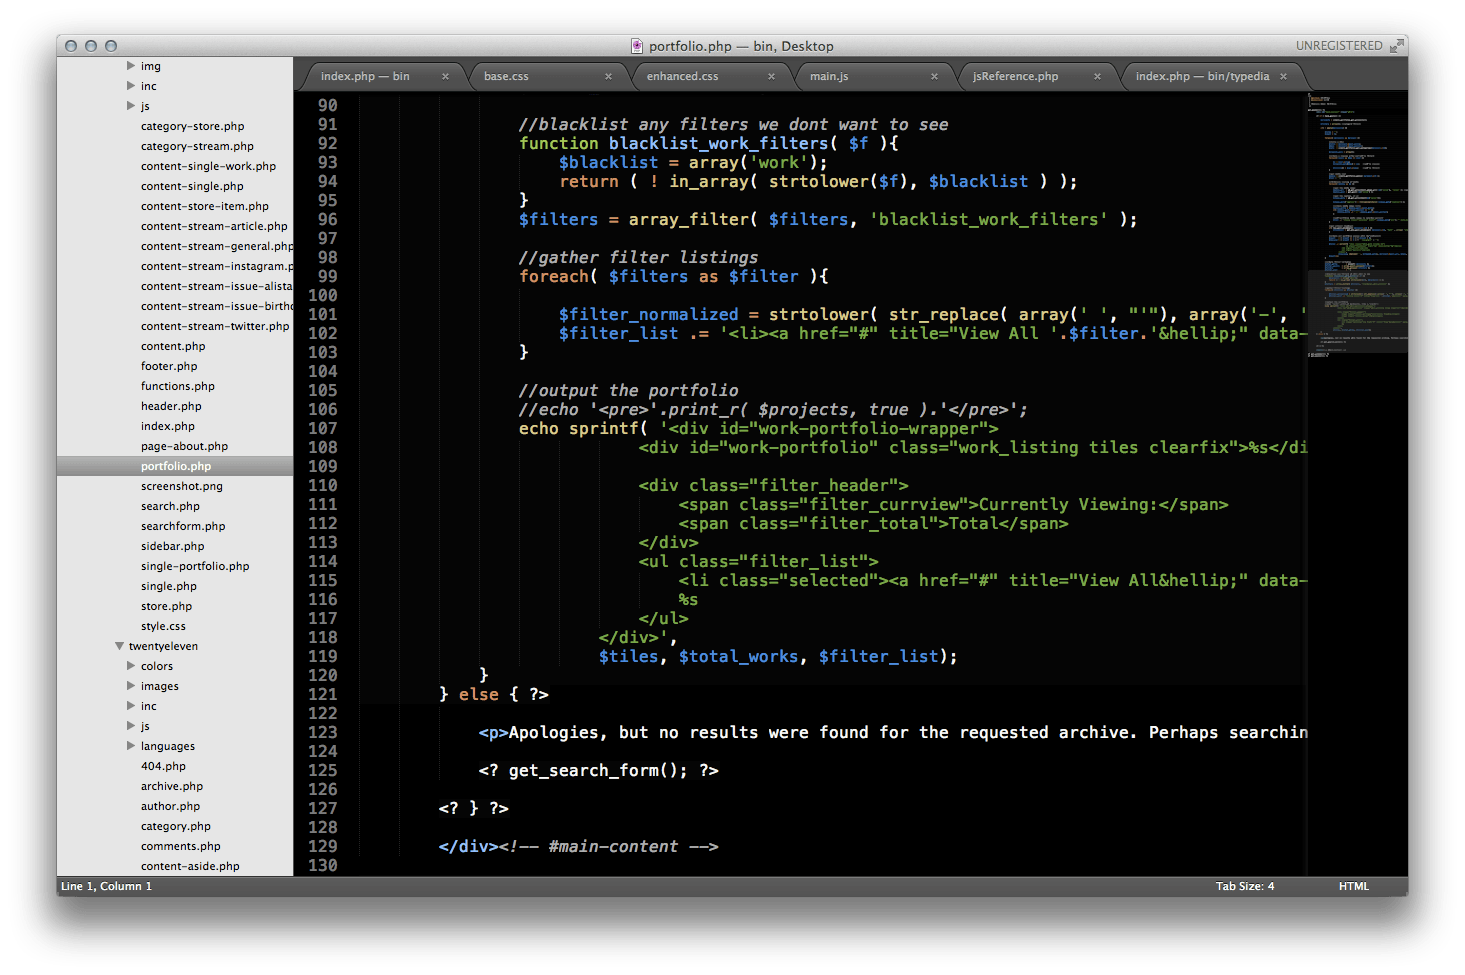 portfolio.php — bin, Desktop
UNREGISTERED
img
inc
js
category-store.php
category-stream.php
content-single-work.php
content-single.php
content-store-item.php
content-stream-article.php
content-stream-general.php
content-stream-instagram.p
content-stream-issue-alista
content-stream-issue-birtho
content-stream-twitter.php
content.php
footer.php
functions.php
header.php
index.php
page-about.php
portfolio.php
screenshot.png
search.php
searchform.php
sidebar.php
single-portfolio.php
single.php
store.php
style.css
twentyeleven
colors
images
inc
js
languages
404.php
archive.php
author.php
category.php
comments.php
content-aside.php
index.php — bin × base.css × enhanced.css × main.js × jsReference.php × index.php — bin/typedia ×
90
91 //blacklist any filters we dont want to see
92 function blacklist_work_filters( $f ){
93 $blacklist = array('work');
94 return ( ! in_array( strtolower($f), $blacklist ) );
95 }
96 $filters = array_filter( $filters, 'blacklist_work_filters' );
97
98 //gather filter listings
99 foreach( $filters as $filter ){
100
101 $filter_normalized = strtolower( str_replace( array(' ', "'"), array('-', '
102 $filter_list .= '<li><a href="#" title="View All '.$filter.'&hellip;" data-
103 }
104
105 //output the portfolio
106 //echo '<pre>'.print_r( $projects, true ).'</pre>';
107 echo sprintf( '<div id="work-portfolio-wrapper">
108 <div id="work-portfolio" class="work_listing tiles clearfix">%s</di
109
110 <div class="filter_header">
111 <span class="filter_currview">Currently Viewing:</span>
112 <span class="filter_total">Total</span>
113 </div>
114 <ul class="filter_list">
115 <li class="selected"><a href="#" title="View All&hellip;" data-
116 %s
117 </ul>
118 </div>',
119 $tiles, $total_works, $filter_list);
120 }
121 } else { ?>
122
123 <p>Apologies, but no results were found for the requested archive. Perhaps searchin
124
125 <? get_search_form(); ?>
126
127 <? } ?>
128
129 </div><!-- #main-content -->
130
Line 1, Column 1
Tab Size: 4
HTML